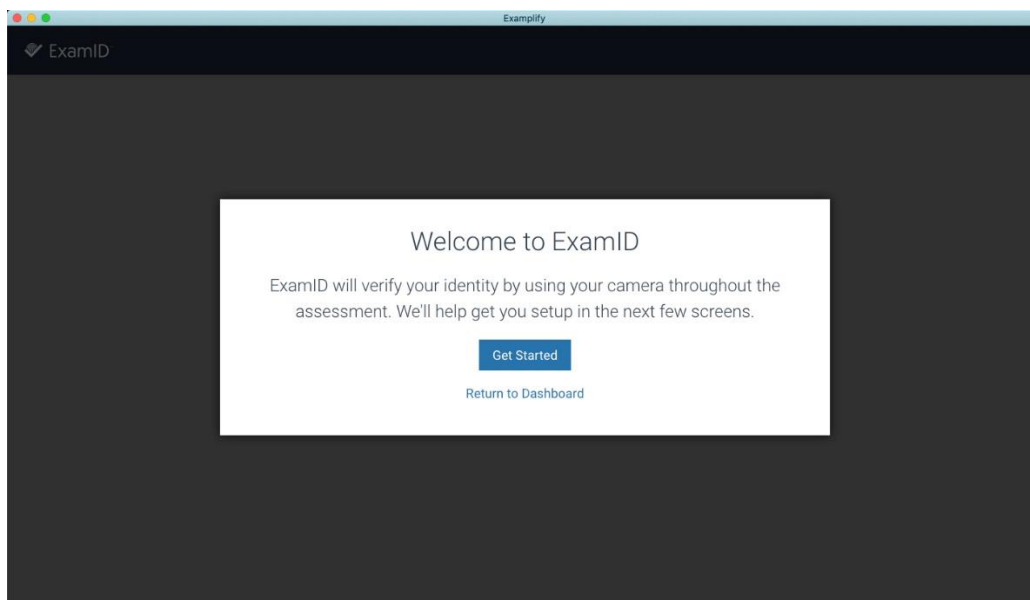 Examplify
ExamID
Welcome to ExamID
ExamID will verify your identity by using your camera throughout the
assessment. We'll help get you setup in the next few screens.
Get Started
Return to Dashboard